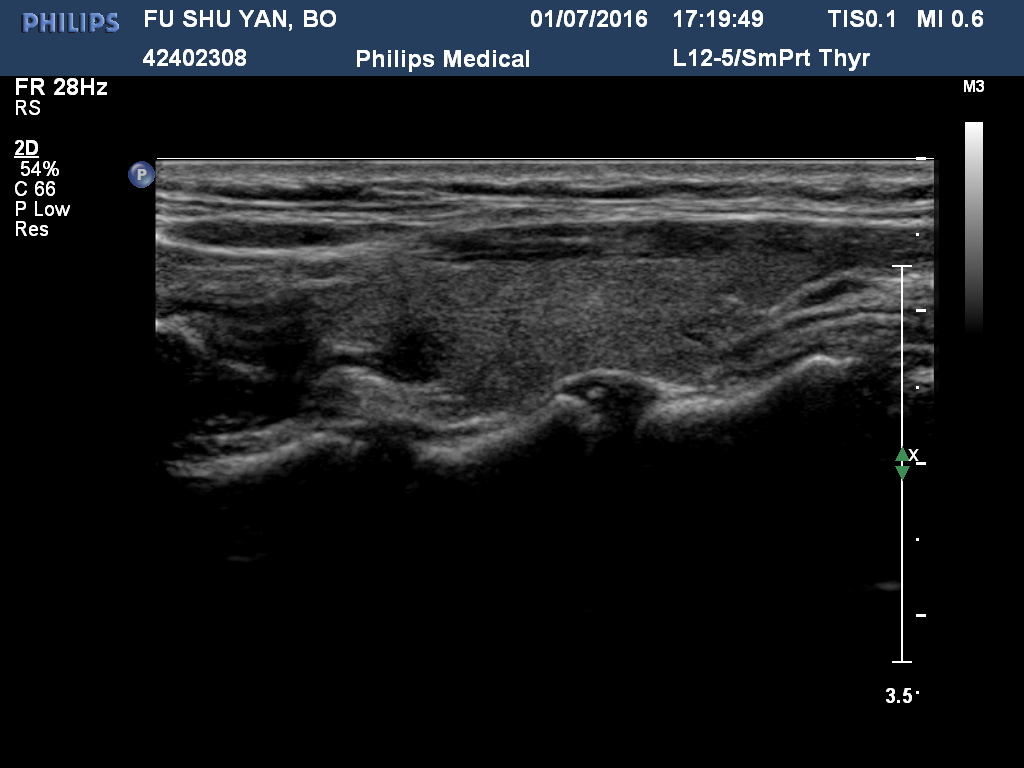 PHILIPS FU SHU YAN, BO 01/07/2016 17:19:49 TIS0.1 MI 0.6
42402308 Philips Medical L12-5/SmPrt Thyr
FR 28Hz
RS
M3
2D
54%
C 66
P Low
Res
P
X
3.5